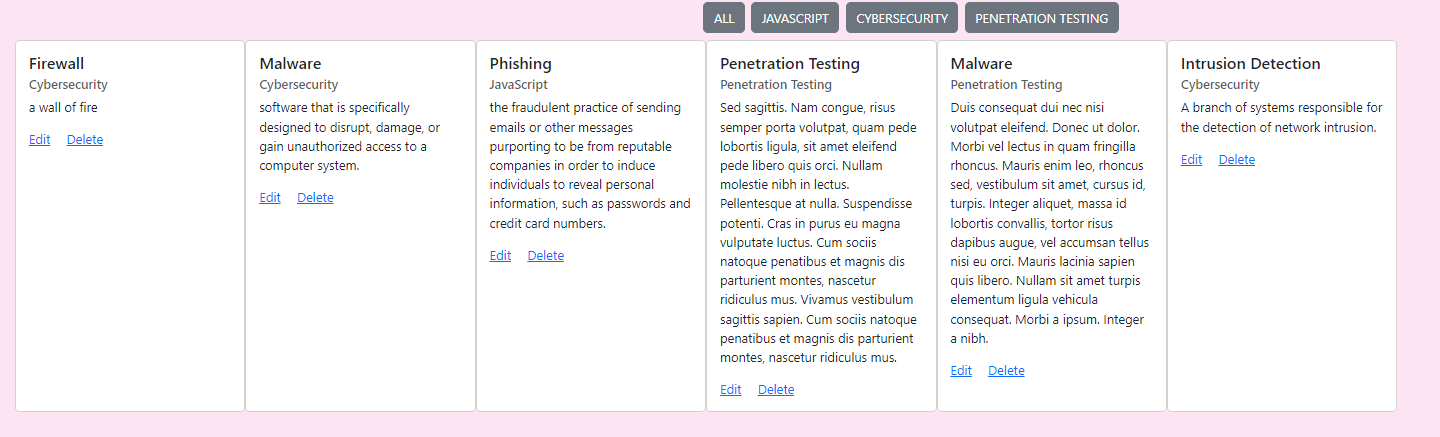 ALL JAVASCRIPT CYBERSECURITY PENETRATION TESTING
Firewall
Cybersecurity
a wall of fire
Edit Delete
Malware
Cybersecurity
software that is specifically
designed to disrupt, damage, or
gain unauthorized access to a
computer system.
Edit Delete
Phishing
JavaScript
the fraudulent practice of sending
emails or other messages
purporting to be from reputable
companies in order to induce
individuals to reveal personal
information, such as passwords and
credit card numbers.
Edit Delete
Penetration Testing
Penetration Testing
Sed sagittis. Nam congue, risus
semper porta volutpat, quam pede
lobortis ligula, sit amet eleifend
pede libero quis orci. Nullam
molestie nibh in lectus.
Pellentesque at nulla. Suspendisse
potenti. Cras in purus eu magna
vulputate luctus. Cum sociis
natoque penatibus et magnis dis
parturient montes, nascetur
ridiculus mus. Vivamus vestibulum
sagittis sapien. Cum sociis natoque
penatibus et magnis dis parturient
montes, nascetur ridiculus mus.
Edit Delete
Malware
Penetration Testing
Duis consequat dui nec nisi
volutpat eleifend. Donec ut dolor.
Morbi vel lectus in quam fringilla
rhoncus. Mauris enim leo, rhoncus
sed, vestibulum sit amet, cursus id,
turpis. Integer aliquet, massa id
lobortis convallis, tortor risus
dapibus augue, vel accumsan tellus
nisi eu orci. Mauris lacinia sapien
quis libero. Nullam sit amet turpis
elementum ligula vehicula
consequat. Morbi a ipsum. Integer
a nibh.
Edit Delete
Intrusion Detection
Cybersecurity
A branch of systems responsible for
the detection of network intrusion.
Edit Delete